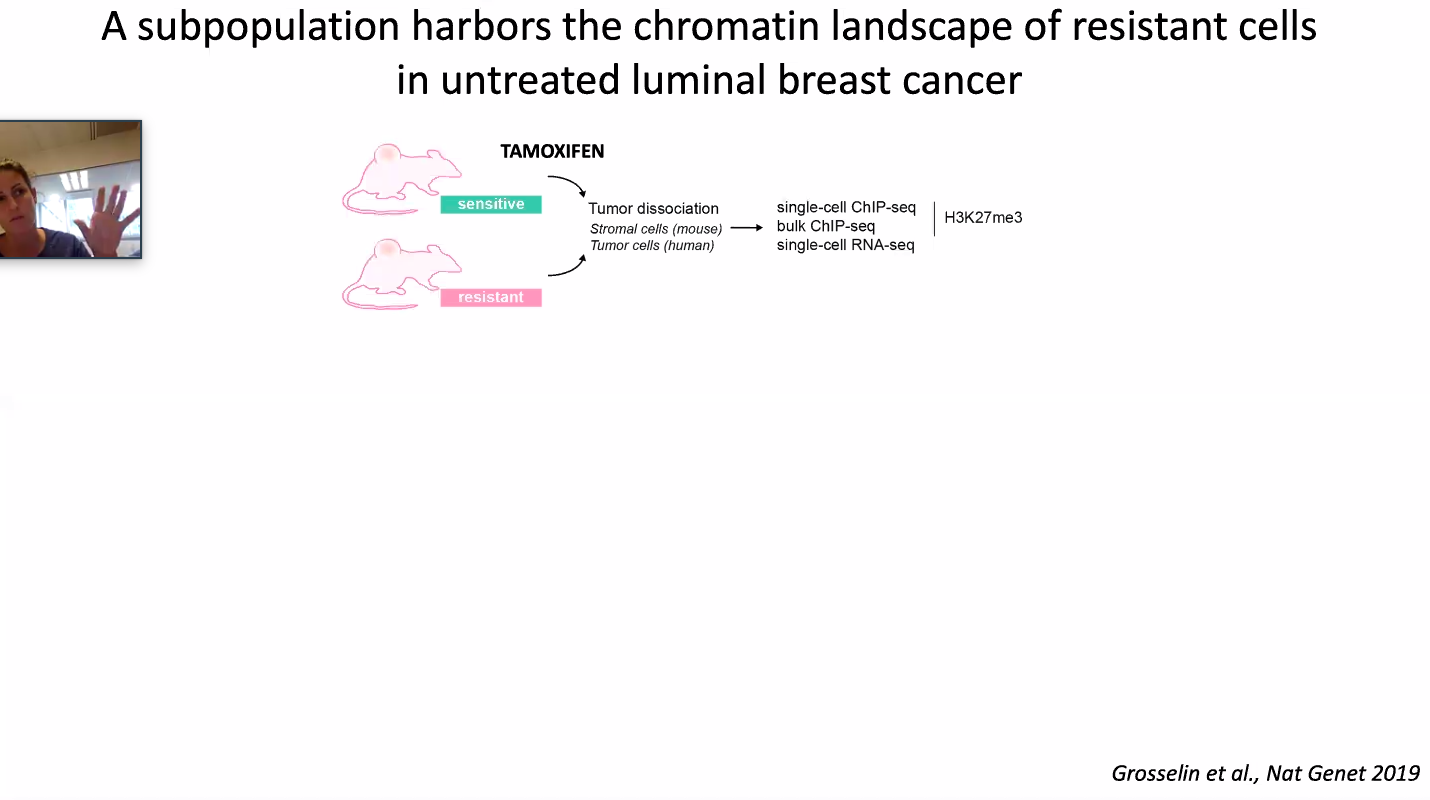 A subpopulation harbors the chromatin landscape of resistant cells
in untreated luminal breast cancer
TAMOXIFEN
sensitive
resistant
Tumor dissociation
Stromal cells (mouse)
Tumor cells (human)
single-cell ChIP-seq
bulk ChIP-seq
single-cell RNA-seq
H3K27me3
Grosselin et al., Nat Genet 2019